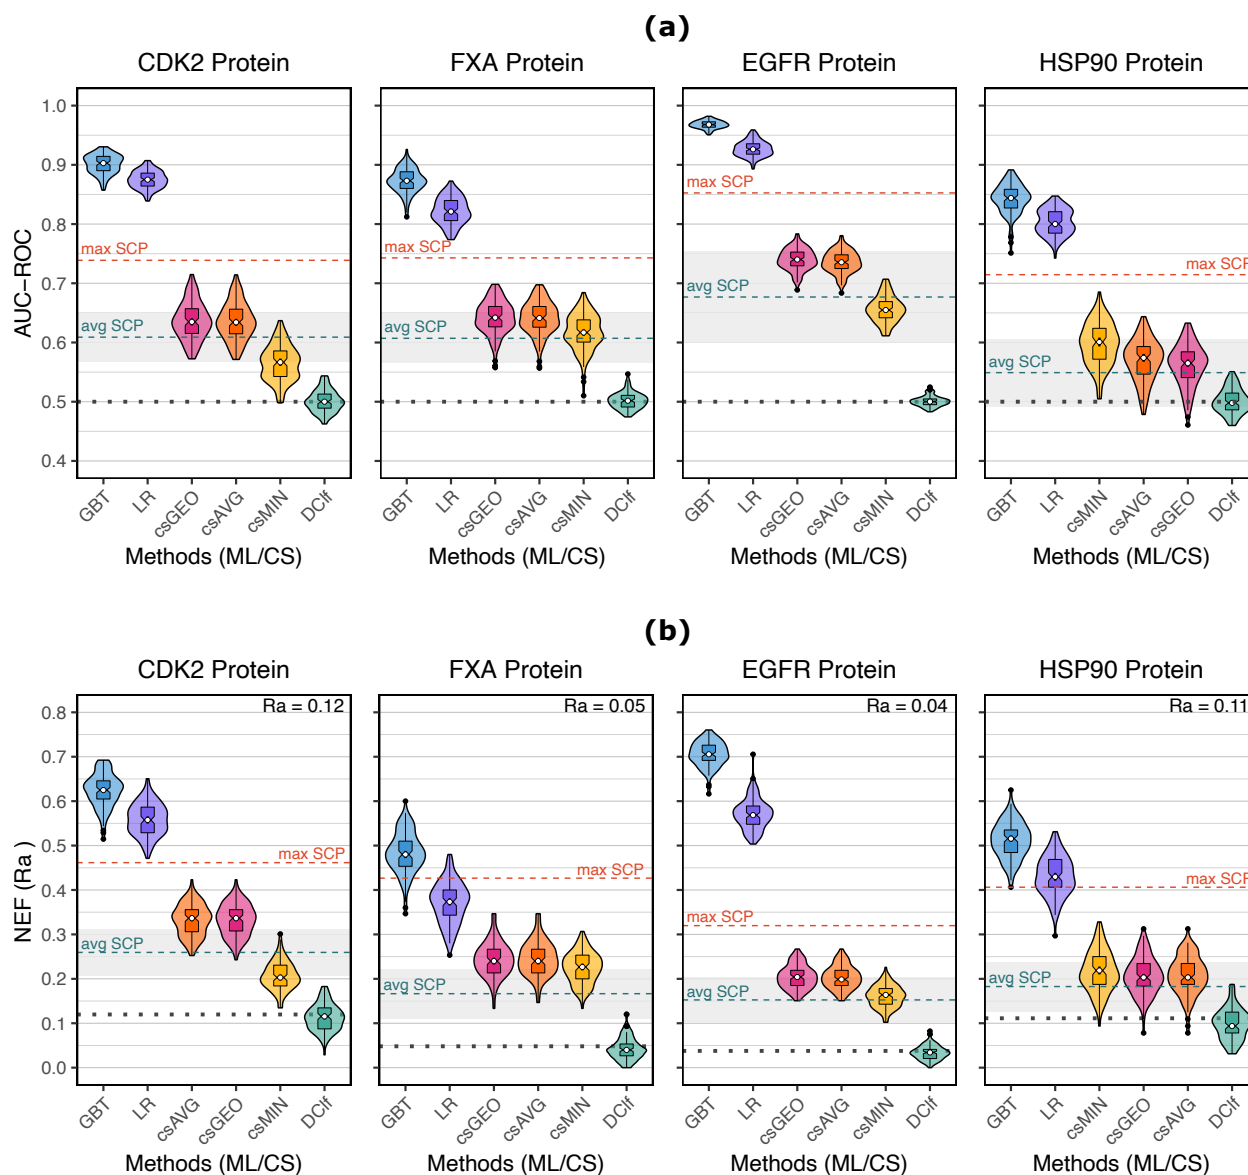 (a)
CDK2 Protein
FXA Protein
EGFR Protein
HSP90 Protein
AUC-ROC
1.0
0.9
0.8
0.7
0.6
0.5
0.4
max SCP
avg SCP
max SCP
avg SCP
max SCP
avg SCP
max SCP
avg SCP
GBT LR csGEO csAVG csMIN DClf
GBT LR csGEO csAVG csMIN DClf
GBT LR csGEO csAVG csMIN DClf
GBT LR csMIN csAVG csGEO DClf
Methods (ML/CS)
Methods (ML/CS)
Methods (ML/CS)
Methods (ML/CS)
(b)
CDK2 Protein
FXA Protein
EGFR Protein
HSP90 Protein
NEF (Ra )
0.8
0.7
0.6
0.5
0.4
0.3
0.2
0.1
0.0
Ra = 0.12
max SCP
avg SCP
Ra = 0.05
max SCP
avg SCP
Ra = 0.04
max SCP
avg SCP
Ra = 0.11
max SCP
avg SCP
GBT LR csAVG csGEO csMIN DClf
GBT LR csGEO csAVG csMIN DClf
GBT LR csGEO csAVG csMIN DClf
GBT LR csMIN csGEO csAVG DClf
Methods (ML/CS)
Methods (ML/CS)
Methods (ML/CS)
Methods (ML/CS)